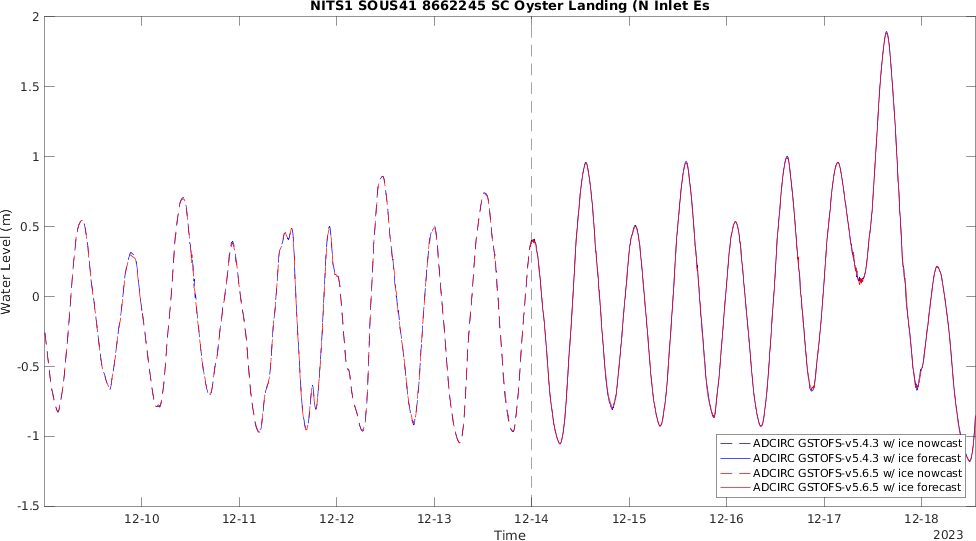 NITS1 SOUS41 8662245 SC Oyster Landing (N Inlet Es
2
1.5
1
0.5
0
-0.5
-1
-1.5
Water Level (m)
12-10 12-11 12-12 12-13 12-14 12-15 12-16 12-17 12-18
Time
2023
ADCIRC GSTOFS-v5.4.3 w/ ice nowcast
ADCIRC GSTOFS-v5.4.3 w/ ice forecast
ADCIRC GSTOFS-v5.6.5 w/ ice nowcast
ADCIRC GSTOFS-v5.6.5 w/ ice forecast